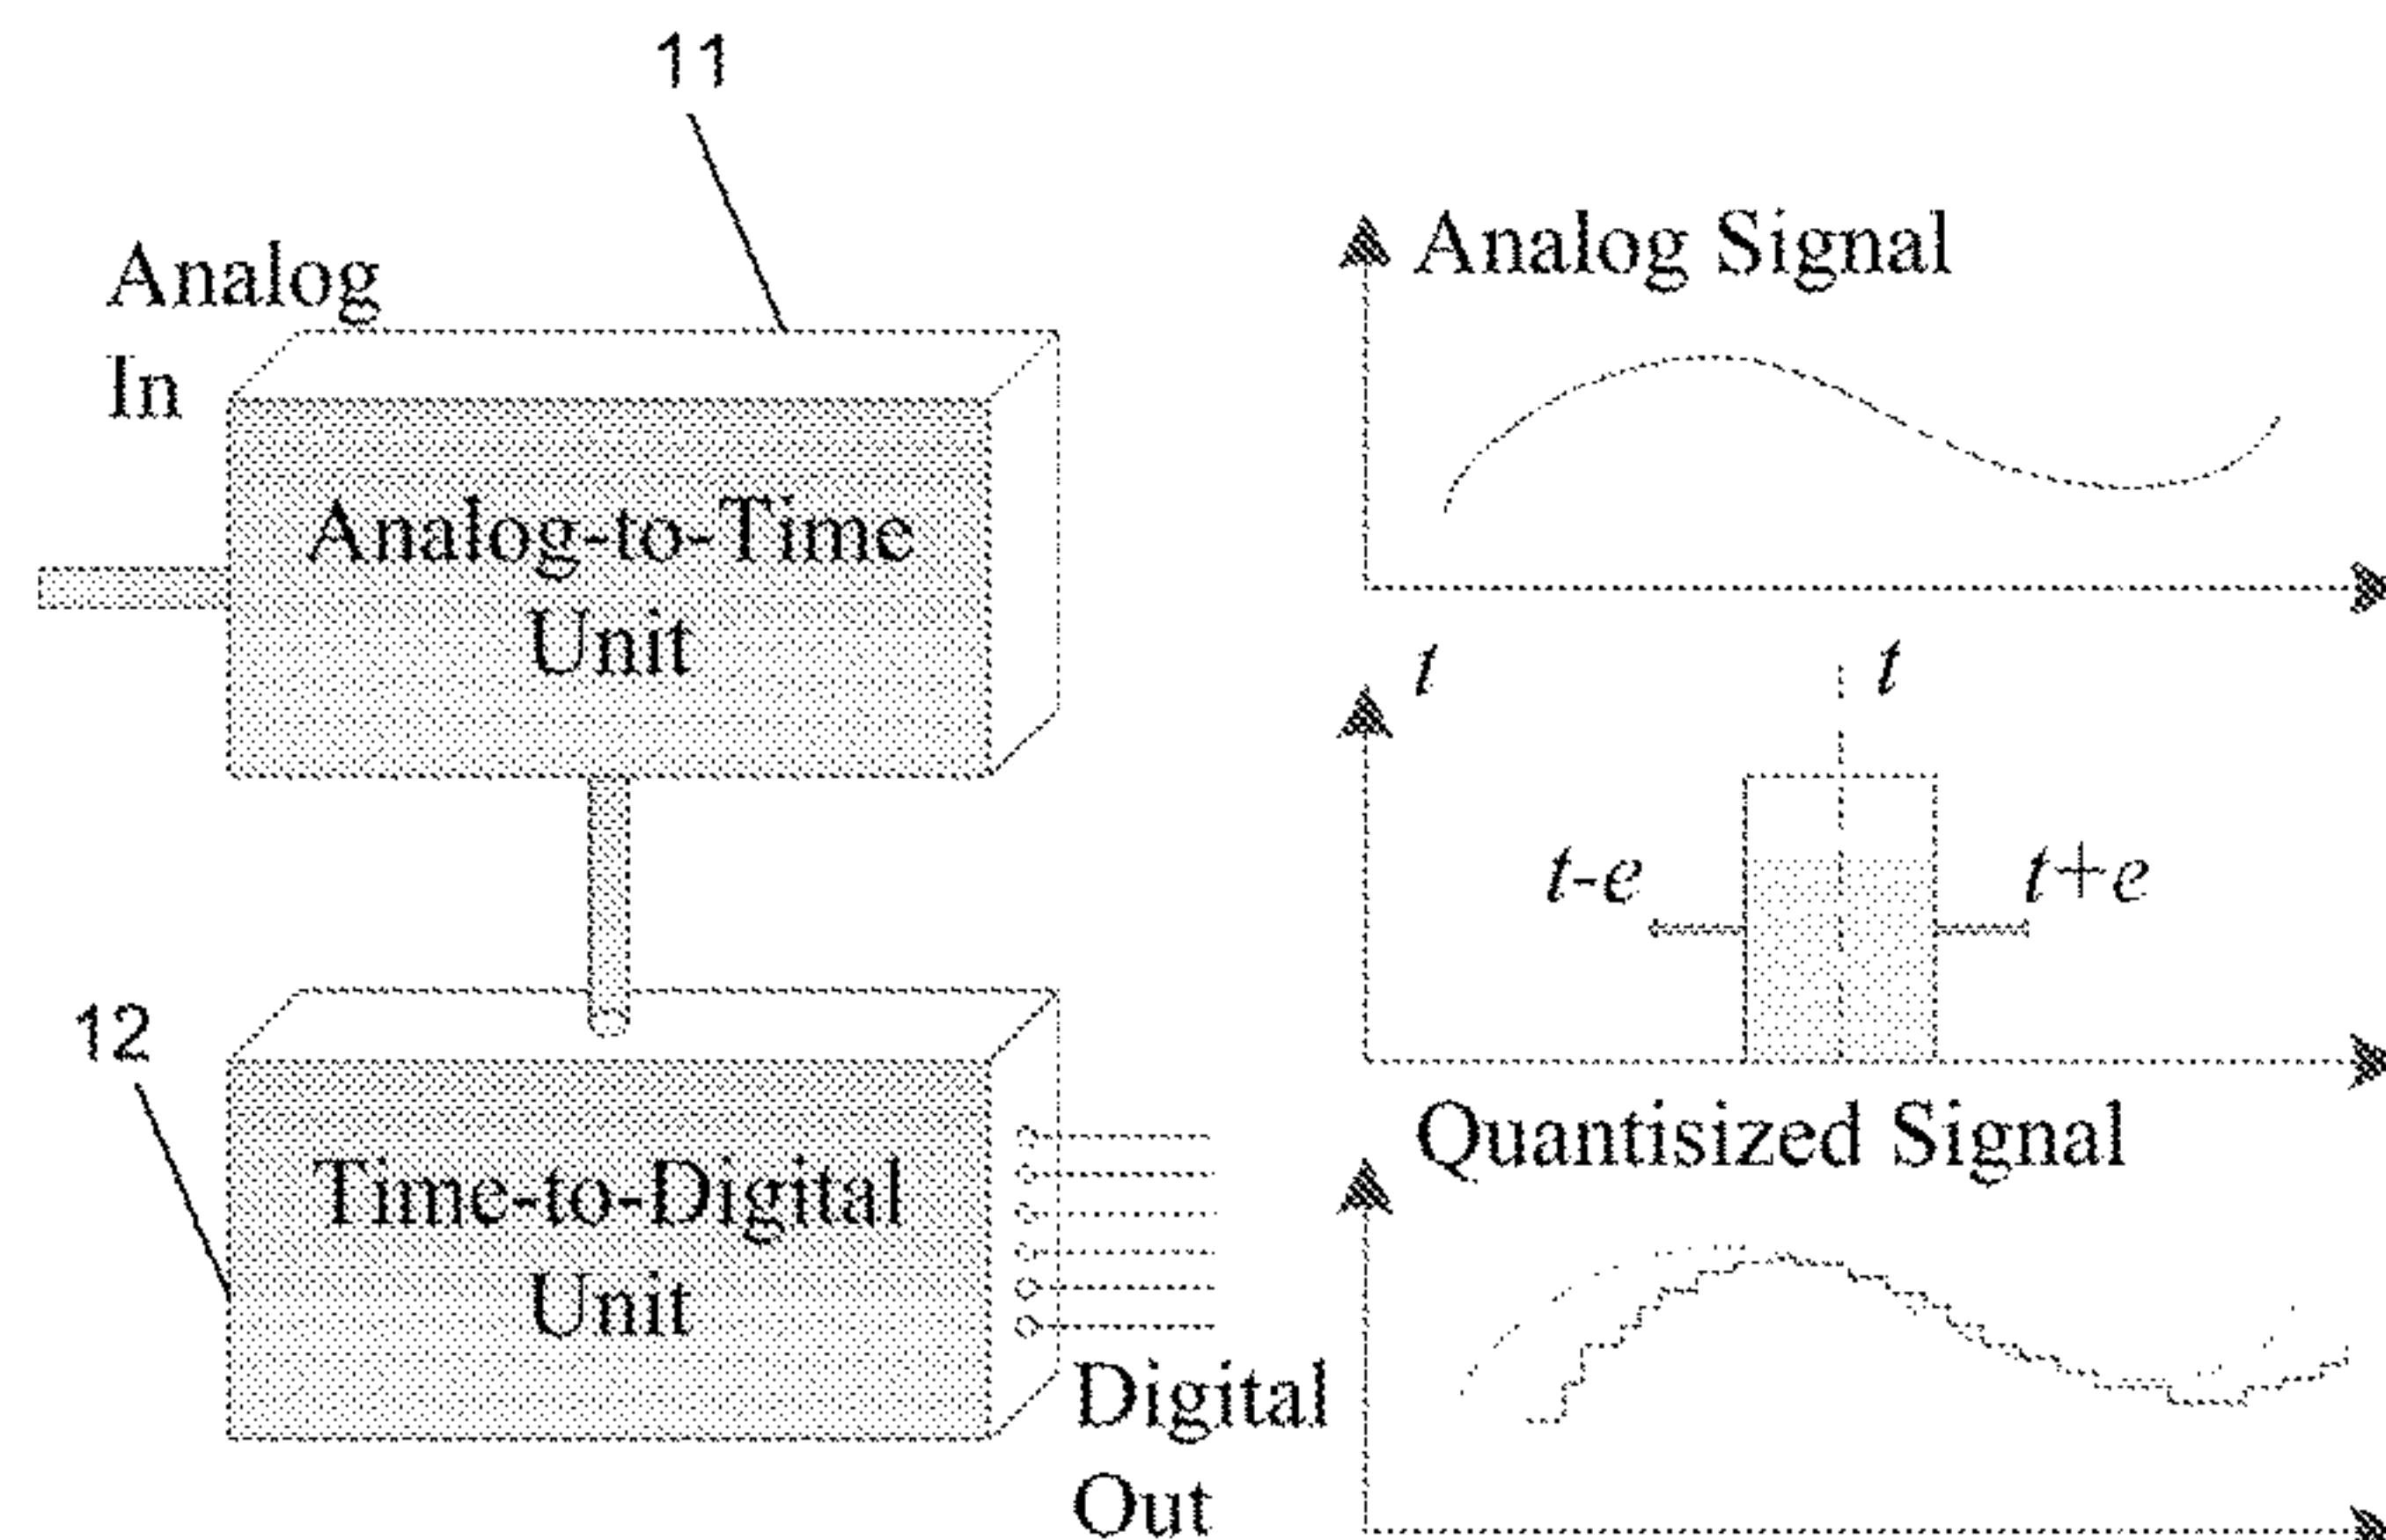 11
Analog
In
Analog-to-Time
Unit
12
Time-to-Digital
Unit
Digital
Out
Analog Signal
t
t
t-e
t+e
Quantisized Signal